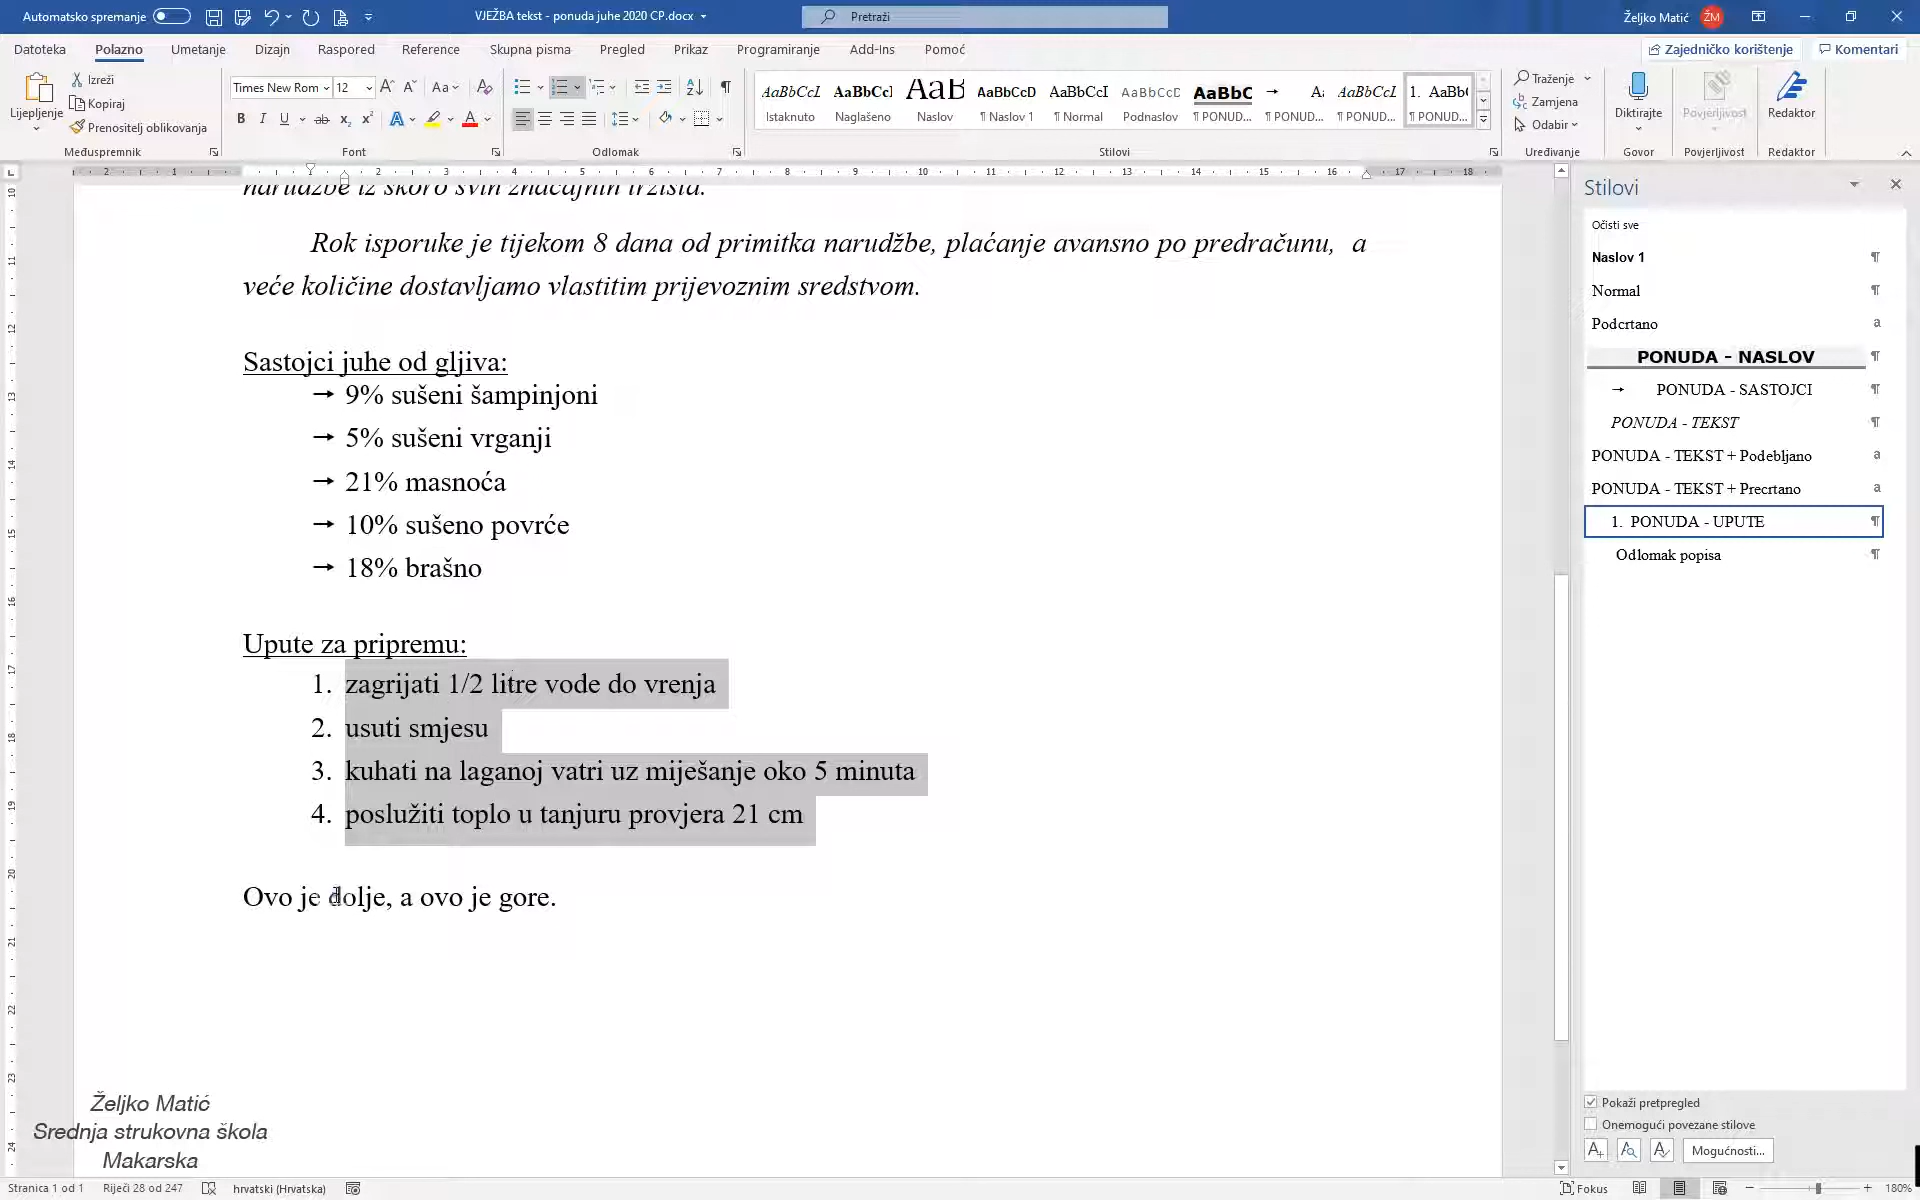 Automatsko spremanje
VJEŽBA tekst - ponuda juhe 2020 CP.docx
Pretraži
Željko Matić
ŽM
Datoteka
Polazno
Umetanje
Dizajn
Raspored
Reference
Skupna pisma
Pregled
Prikaz
Programiranje
Add-Ins
Pomoć
Zajedničko korištenje
Komentari
Lijepljenje
Izreži
Kopiraj
Prenositelj oblikovanja
Međuspremnik
Times New Rom
12
Font
Odlomak
AaBbCcL Istaknuto
AaBbCcl Naglašeno
AaB Naslov
AaBbCcD ¶ Naslov 1
AaBbCcI ¶ Normal
AaBbCcC Podnaslov
AaBbC ¶ PONUD...
→ Aa ¶ PONUD...
AaBbCcL ¶ PONUD...
1. AaBb( ¶ PONUD...
Stilovi
Traženje
Zamjena
Odabir
Uređivanje
Diktirajte
Govor
Povjerljivost
Povjerljivost
Redaktor
Redaktor
narudžbe iz skoro svih značajnih tržišta.
Rok isporuke je tijekom 8 dana od primitka narudžbe, plaćanje avansno po predračunu, a
veće količine dostavljamo vlastitim prijevoznim sredstvom.
Sastojci juhe od gljiva:
→ 9% sušeni šampinjoni
→ 5% sušeni vrganji
→ 21% masnoća
→ 10% sušeno povrće
→ 18% brašno
Upute za pripremu:
1. zagrijati 1/2 litre vode do vrenja
2. usuti smjesu
3. kuhati na laganoj vatri uz miješanje oko 5 minuta
4. poslužiti toplo u tanjuru provjera 21 cm
Ovo je dolje, a ovo je gore.
Željko Matić
Srednja strukovna škola
Makarska
Stilovi
Očisti sve
Naslov 1 ¶
Normal ¶
Podcrtano a
PONUDA - NASLOV ¶
→ PONUDA - SASTOJCI ¶
PONUDA - TEKST ¶
PONUDA - TEKST + Podebljano a
PONUDA - TEKST + Precrtano a
1. PONUDA - UPUTE ¶
Odlomak popisa ¶
Pokaži pretpregled
Onemogući povezane stilove
Mogućnosti...
Stranica 1 od 1
Riječi 28 od 247
hrvatski (Hrvatska)
Fokus
180%